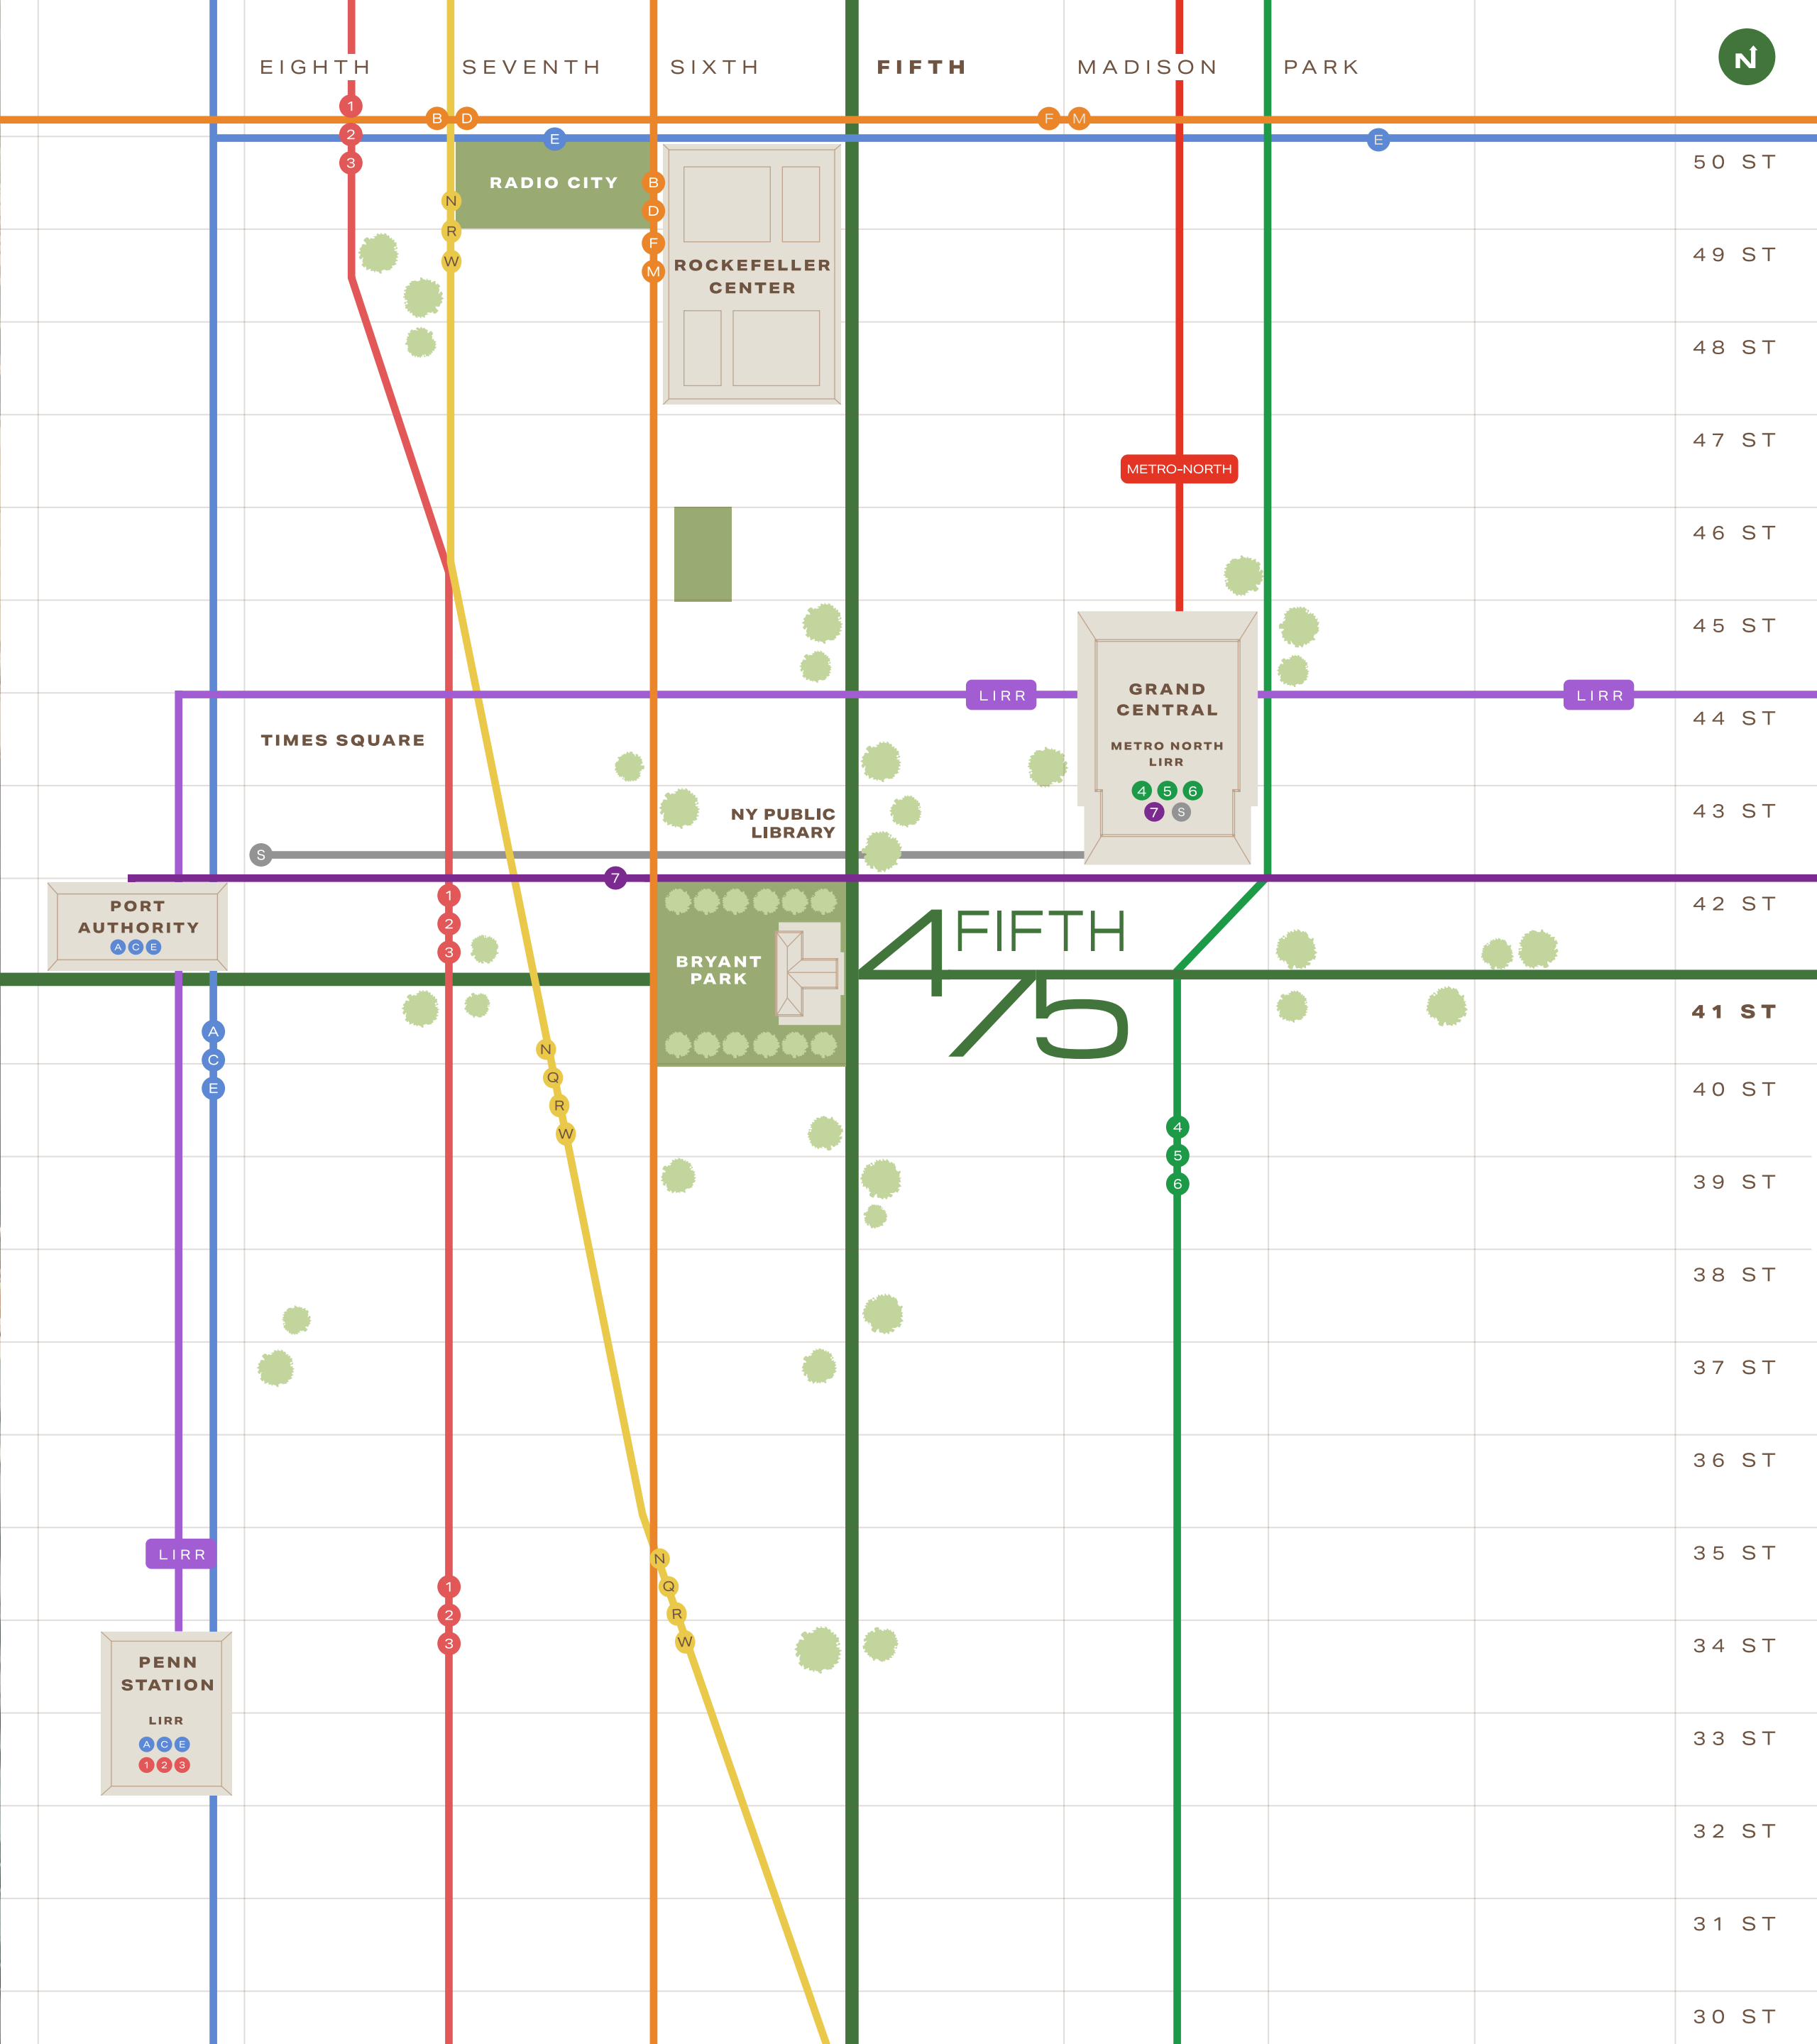 EIGHTH
SEVENTH
SIXTH
FIFTH
MADISON
PARK
N
1
2
3
B D
F M
E
E
50 ST
RADIO CITY
B
D
F
M
N
R
W
49 ST
ROCKEFELLER
CENTER
48 ST
47 ST
METRO-NORTH
46 ST
45 ST
LIRR
LIRR
GRAND
CENTRAL
METRO NORTH
LIRR
4 5 6
7 S
44 ST
TIMES SQUARE
43 ST
NY PUBLIC
LIBRARY
S
7
42 ST
PORT
AUTHORITY
A C E
1
2
3
BRYANT
PARK
475
FIFTH
41 ST
A
C
E
N
Q
R
W
40 ST
4
5
6
39 ST
38 ST
37 ST
36 ST
LIRR
35 ST
1
2
3
N
Q
R
W
34 ST
PENN
STATION
LIRR
A C E
1 2 3
33 ST
32 ST
31 ST
30 ST